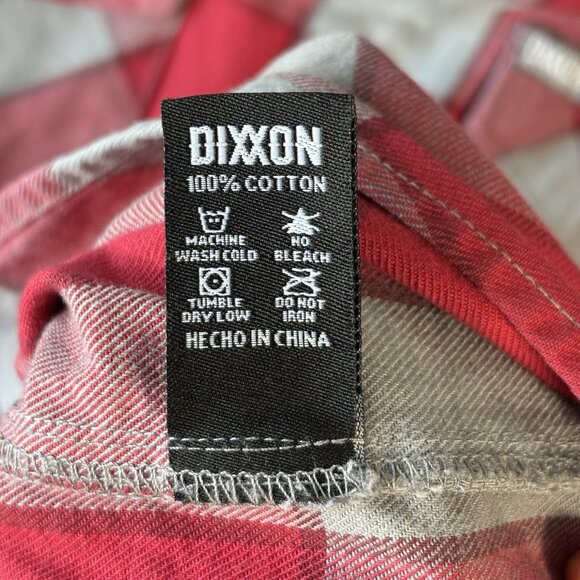 DIXXON
100% COTTON
MACHINE
WASH COLD
NO
BLEACH
TUMBLE
DRY LOW
DO NOT
IRON
HECHO IN CHINA